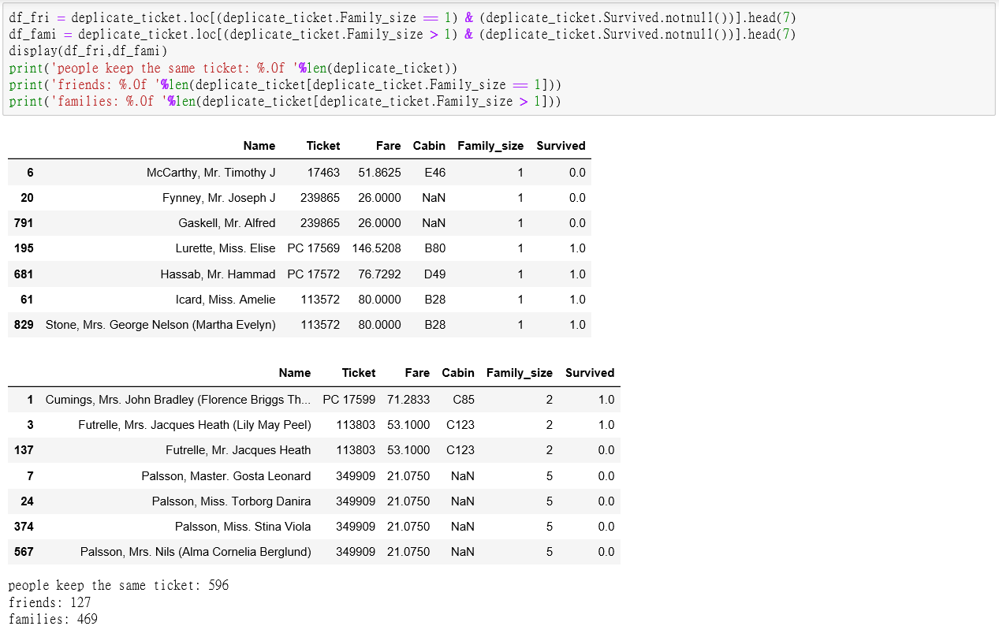 df_fri = deplicate_ticket.loc[(deplicate_ticket.Family_size == 1) & (deplicate_ticket.Survived.notnull())].head(7)
df_fami = deplicate_ticket.loc[(deplicate_ticket.Family_size > 1) & (deplicate_ticket.Survived.notnull())].head(7)
display(df_fri,df_fami)
print('people keep the same ticket: %.0f '%len(deplicate_ticket))
print('friends: %.0f '%len(deplicate_ticket[deplicate_ticket.Family_size == 1]))
print('families: %.0f '%len(deplicate_ticket[deplicate_ticket.Family_size > 1]))
Name Ticket Fare Cabin Family_size Survived
6 McCarthy, Mr. Timothy J 17463 51.8625 E46 1 0.0
20 Fynney, Mr. Joseph J 239865 26.0000 NaN 1 0.0
791 Gaskell, Mr. Alfred 239865 26.0000 NaN 1 0.0
195 Lurette, Miss. Elise PC 17569 146.5208 B80 1 1.0
681 Hassab, Mr. Hammad PC 17572 76.7292 D49 1 1.0
61 Icard, Miss. Amelie 113572 80.0000 B28 1 1.0
829 Stone, Mrs. George Nelson (Martha Evelyn) 113572 80.0000 B28 1 1.0
Name Ticket Fare Cabin Family_size Survived
1 Cumings, Mrs. John Bradley (Florence Briggs Th... PC 17599 71.2833 C85 2 1.0
3 Futrelle, Mrs. Jacques Heath (Lily May Peel) 113803 53.1000 C123 2 1.0
137 Futrelle, Mr. Jacques Heath 113803 53.1000 C123 2 0.0
7 Palsson, Master. Gosta Leonard 349909 21.0750 NaN 5 0.0
24 Palsson, Miss. Torborg Danira 349909 21.0750 NaN 5 0.0
374 Palsson, Miss. Stina Viola 349909 21.0750 NaN 5 0.0
567 Palsson, Mrs. Nils (Alma Cornelia Berglund) 349909 21.0750 NaN 5 0.0
people keep the same ticket: 596
friends: 127
families: 469